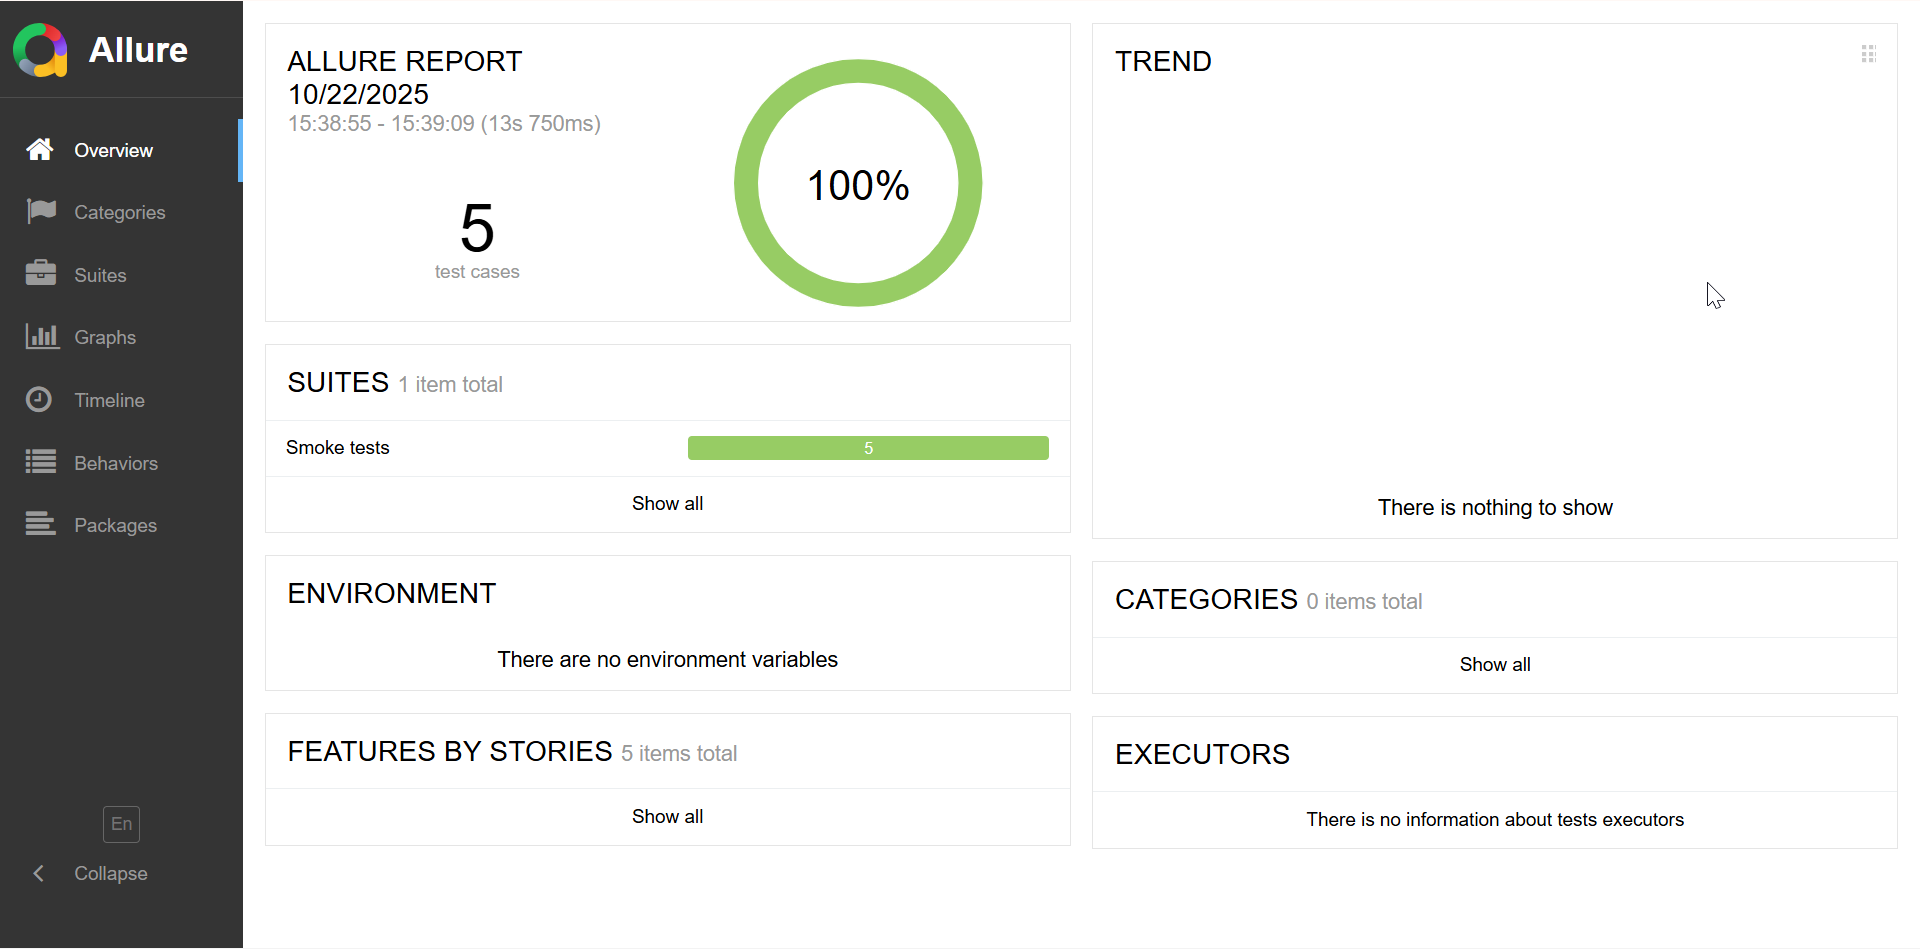 Allure
Overview
Categories
Suites
Graphs
Timeline
Behaviors
Packages
En
Collapse
ALLURE REPORT
10/22/2025
15:38:55 - 15:39:09 (13s 750ms)
5
test cases
100%
SUITES 1 item total
Smoke tests 5
Show all
ENVIRONMENT
There are no environment variables
FEATURES BY STORIES 5 items total
Show all
TREND
There is nothing to show
CATEGORIES 0 items total
Show all
EXECUTORS
There is no information about tests executors